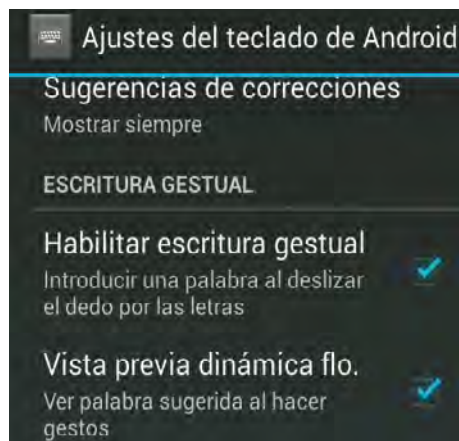 Ajustes del teclado de Android
Sugerencias de correcciones
Mostrar siempre
ESCRITURA GESTUAL
Habilitar escritura gestual
Introducir una palabra al deslizar
el dedo por las letras
Vista previa dinámica flo.
Ver palabra sugerida al hacer
gestos